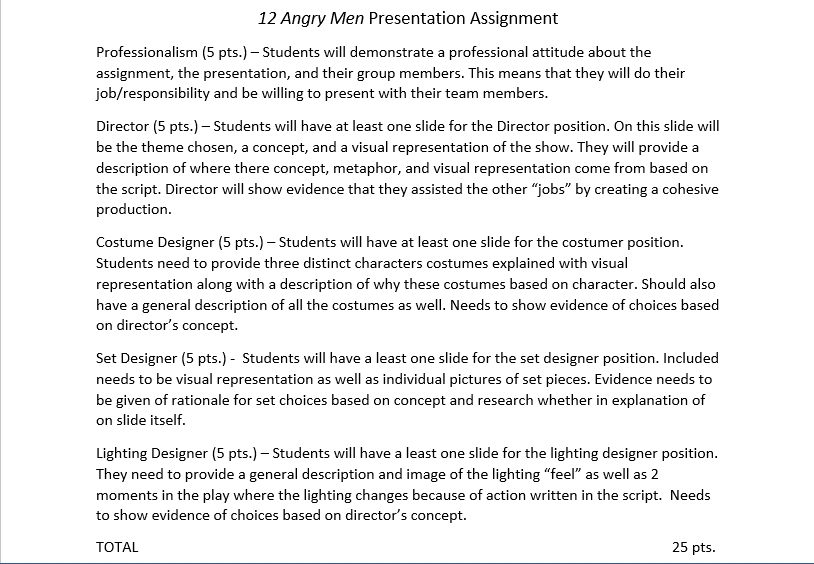 12 Angry Men Presentation Assignment
Professionalism (5 pts.) – Students will demonstrate a professional attitude about the
assignment, the presentation, and their group members. This means that they will do their
job/responsibility and be willing to present with their team members.
Director (5 pts.) – Students will have at least one slide for the Director position. On this slide will
be the theme chosen, a concept, and a visual representation of the show. They will provide a
description of where there concept, metaphor, and visual representation come from based on
the script. Director will show evidence that they assisted the other “jobs” by creating a cohesive
production.
Costume Designer (5 pts.) – Students will have at least one slide for the costumer position.
Students need to provide three distinct characters costumes explained with visual
representation along with a description of why these costumes based on character. Should also
have a general description of all the costumes as well. Needs to show evidence of choices based
on director’s concept.
Set Designer (5 pts.) - Students will have a least one slide for the set designer position. Included
needs to be visual representation as well as individual pictures of set pieces. Evidence needs to
be given of rationale for set choices based on concept and research whether in explanation of
on slide itself.
Lighting Designer (5 pts.) – Students will have a least one slide for the lighting designer position.
They need to provide a general description and image of the lighting “feel” as well as 2
moments in the play where the lighting changes because of action written in the script. Needs
to show evidence of choices based on director’s concept.
TOTAL 25 pts.